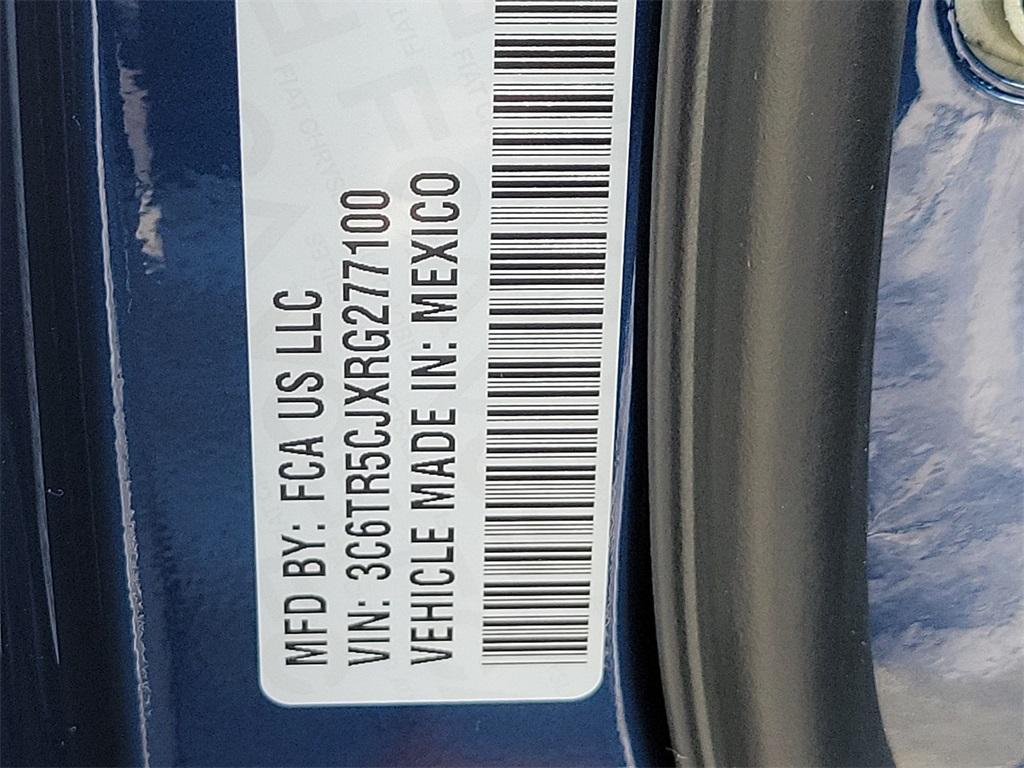 MFD BY: FCA US LLC
VIN: 3C6TR5CJXRG277100
VEHICLE MADE IN: MEXICO